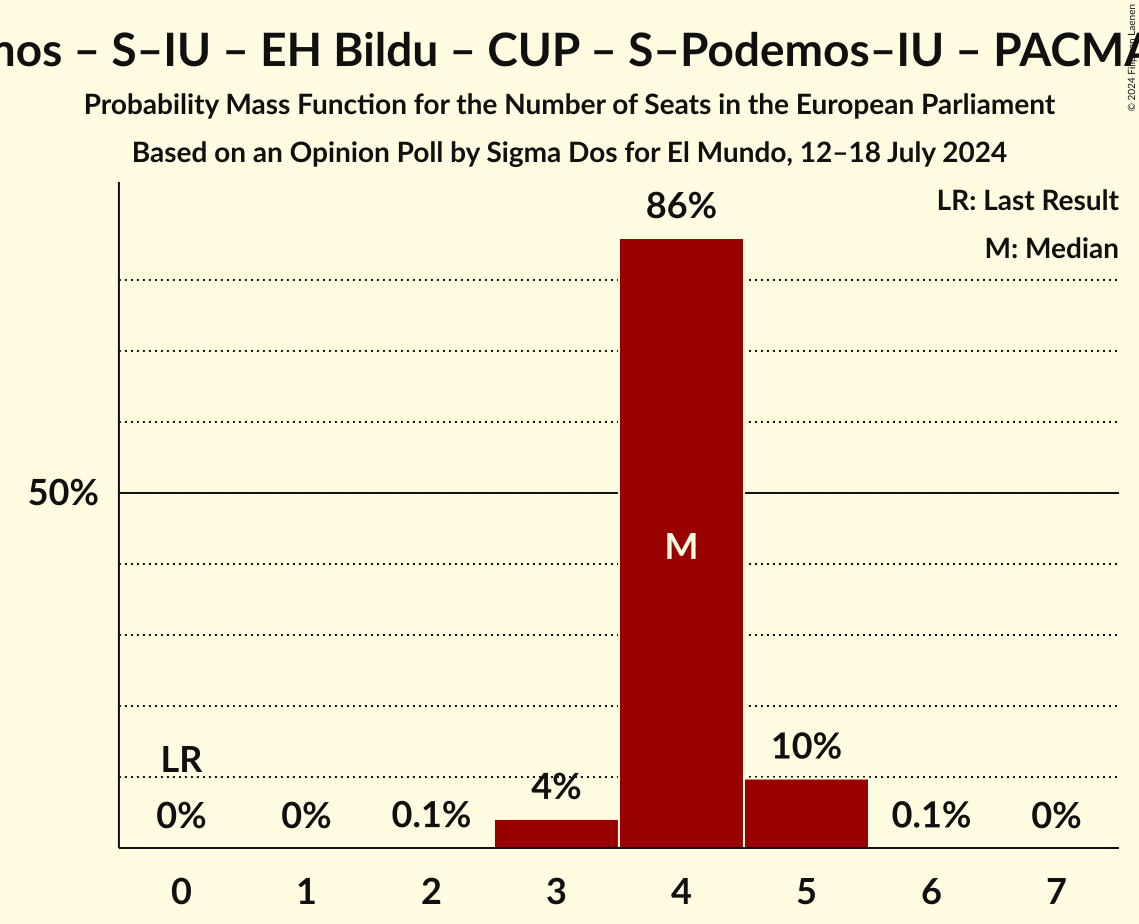 nos – S–IU – EH Bildu – CUP – S–Podemos–IU – PACMA
Probability Mass Function for the Number of Seats in the European Parliament
Based on an Opinion Poll by Sigma Dos for El Mundo, 12–18 July 2024
© 2024 Filip van Laenen
LR: Last Result
M: Median
86%
50%
M
LR
10%
4%
0% 0% 0.1% 0.1% 0%
0 1 2 3 4 5 6 7